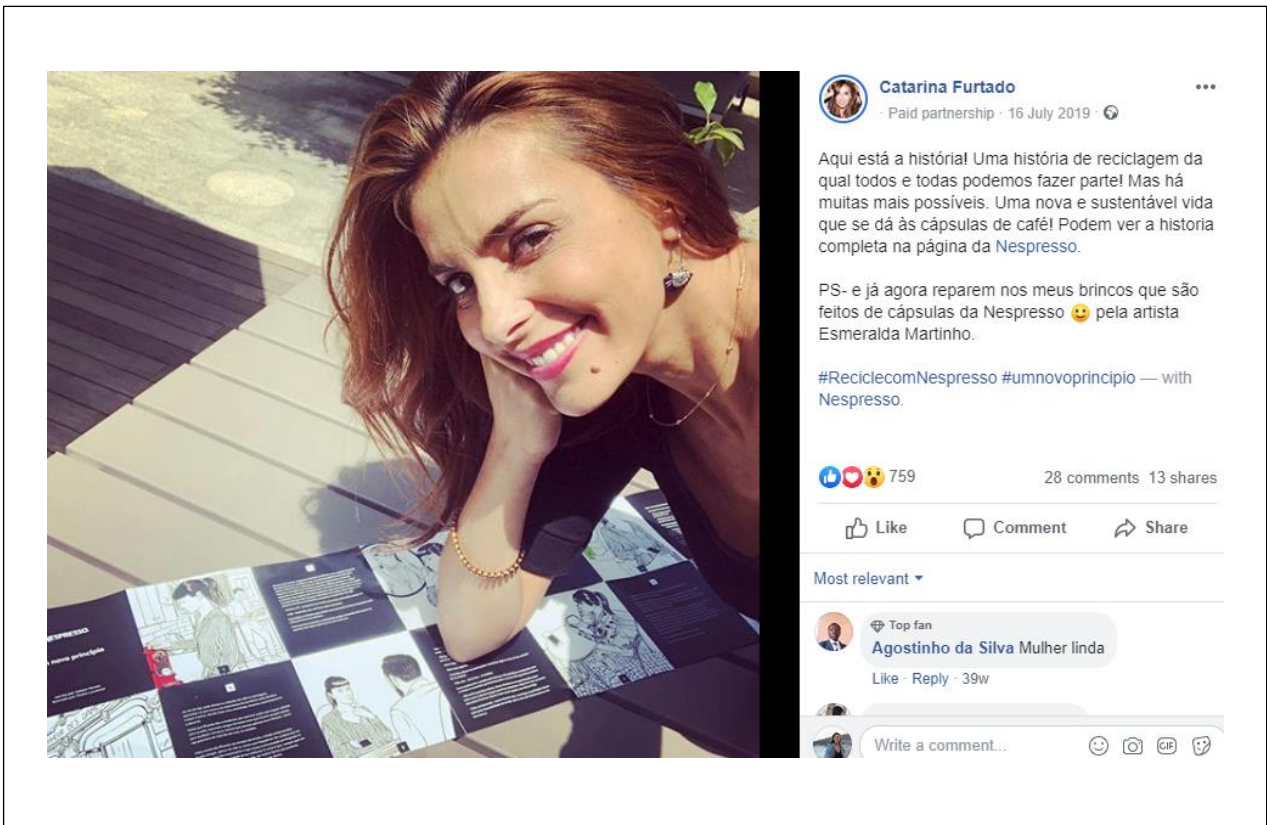 NESPRESSO
novo princípio
Catarina Furtado
· Paid partnership · 16 July 2019 ·
Aqui está a história! Uma história de reciclagem da
qual todos e todas podemos fazer parte! Mas há
muitas mais possíveis. Uma nova e sustentável vida
que se dá às cápsulas de café! Podem ver a historia
completa na página da Nespresso.
PS- e já agora reparem nos meus brincos que são
feitos de cápsulas da Nespresso 🙂 pela artista
Esmeralda Martinho.
#ReciclecomNespresso #umnovoprincipio — with
Nespresso.
759 28 comments 13 shares
Like Comment Share
Most relevant
Top fan
Agostinho da Silva Mulher linda
Like · Reply · 39w
Write a comment... GIF